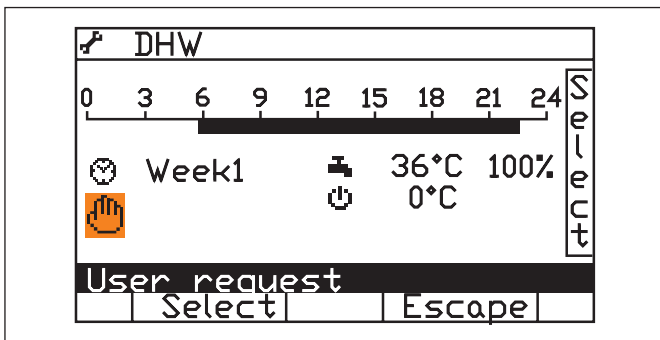 DHW
0 3 6 9 12 15 18 21 24
Week1 36°C 100%
0°C
Select
User request
Select Escape